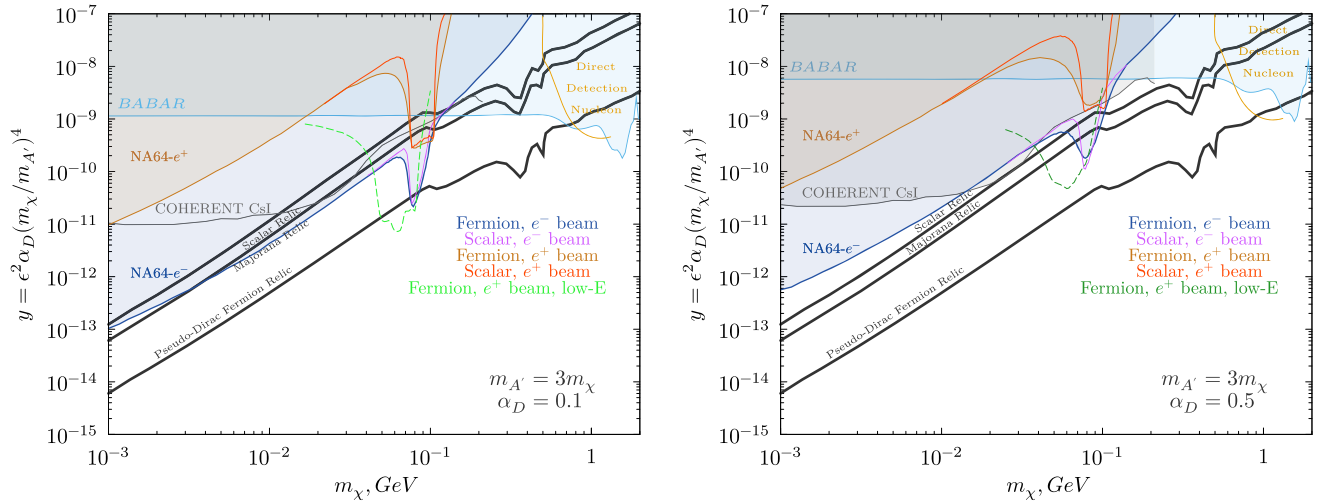 10⁻⁷
10⁻⁸
10⁻⁹
10⁻¹⁰
10⁻¹¹
10⁻¹²
10⁻¹³
10⁻¹⁴
10⁻¹⁵
y = ϵ²α_D(m_χ/m_A′)⁴
BABAR
NA64-e⁺
COHERENT CsI
NA64-e⁻
Scalar Relic
Majorana Relic
Pseudo-Dirac Fermion Relic
Direct
Detection
Nucleon
Fermion, e⁻ beam
Scalar, e⁻ beam
Fermion, e⁺ beam
Scalar, e⁺ beam
Fermion, e⁺ beam, low-E
m_A′ = 3m_χ
α_D = 0.1
10⁻³ 10⁻² 10⁻¹ 1
m_χ, GeV
10⁻⁷
10⁻⁸
10⁻⁹
10⁻¹⁰
10⁻¹¹
10⁻¹²
10⁻¹³
10⁻¹⁴
10⁻¹⁵
y = ϵ²α_D(m_χ/m_A′)⁴
BABAR
NA64-e⁺
COHERENT CsI
NA64-e⁻
Scalar Relic
Majorana Relic
Pseudo-Dirac Fermion Relic
Direct
Detection
Nucleon
Fermion, e⁻ beam
Scalar, e⁻ beam
Fermion, e⁺ beam
Scalar, e⁺ beam
Fermion, e⁺ beam, low-E
m_A′ = 3m_χ
α_D = 0.5
10⁻³ 10⁻² 10⁻¹ 1
m_χ, GeV